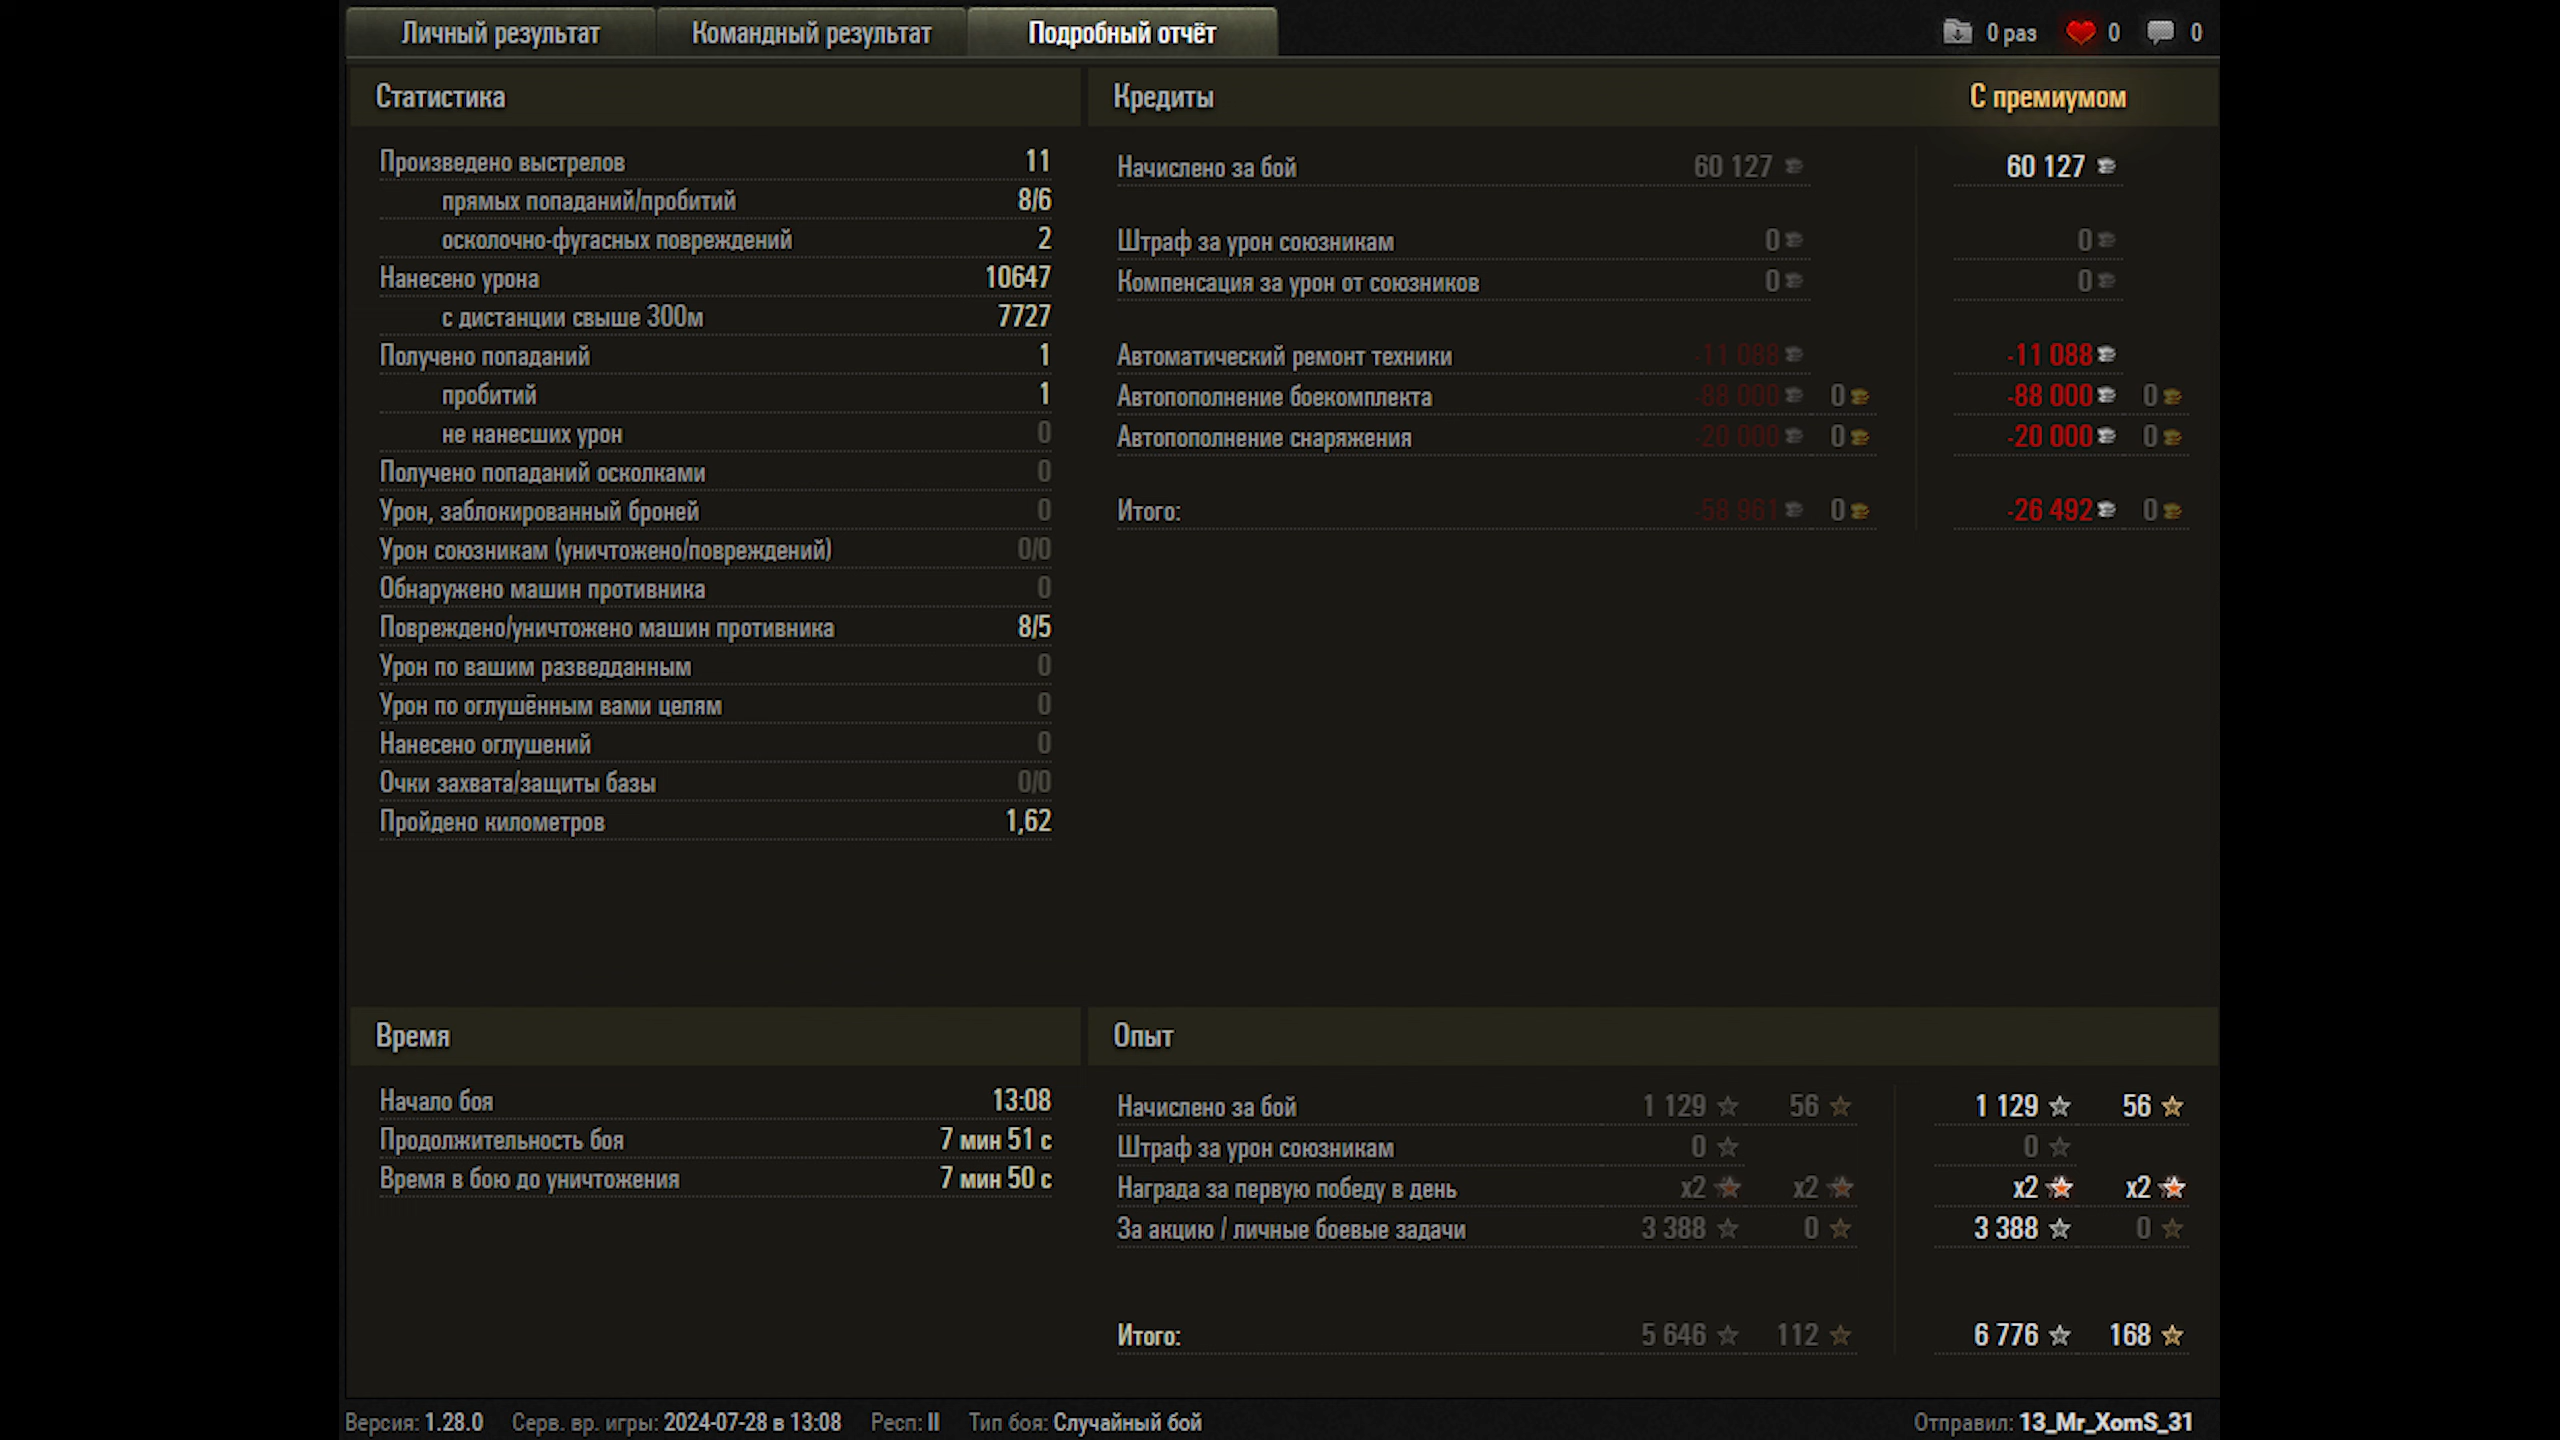 Личный результат Командный результат Подробный отчёт 0 раз 0 0
Статистика
Произведено выстрелов 11
прямых попаданий/пробитий 8/6
осколочно-фугасных повреждений 2
Нанесено урона 10647
с дистанции свыше 300м 7727
Получено попаданий 1
пробитий 1
не нанесших урон 0
Получено попаданий осколками 0
Урон, заблокированный броней 0
Урон союзникам (уничтожено/повреждений) 0/0
Обнаружено машин противника 0
Повреждено/уничтожено машин противника 8/5
Урон по вашим разведданным 0
Урон по оглушённым вами целям 0
Нанесено оглушений 0
Очки захвата/защиты базы 0/0
Пройдено километров 1,62
Кредиты С премиумом
Начислено за бой 60 127 60 127
Штраф за урон союзникам 0 0
Компенсация за урон от союзников 0 0
Автоматический ремонт техники -11 088 -11 088
Автопополнение боекомплекта -88 000 0 -88 000 0
Автопополнение снаряжения -20 000 0 -20 000 0
Итого: -58 961 0 -26 492 0
Время
Начало боя 13:08
Продолжительность боя 7 мин 51 с
Время в бою до уничтожения 7 мин 50 с
Опыт
Начислено за бой 1 129 56 1 129 56
Штраф за урон союзникам 0 0
Награда за первую победу в день x2 x2 x2 x2
За акцию / личные боевые задачи 3 388 0 3 388 0
Итого: 5 646 112 6 776 168
Версия: 1.28.0 Серв. вр. игры: 2024-07-28 в 13:08 Респ: II Тип боя: Случайный бой Отправил: 13_Mr_XomS_31